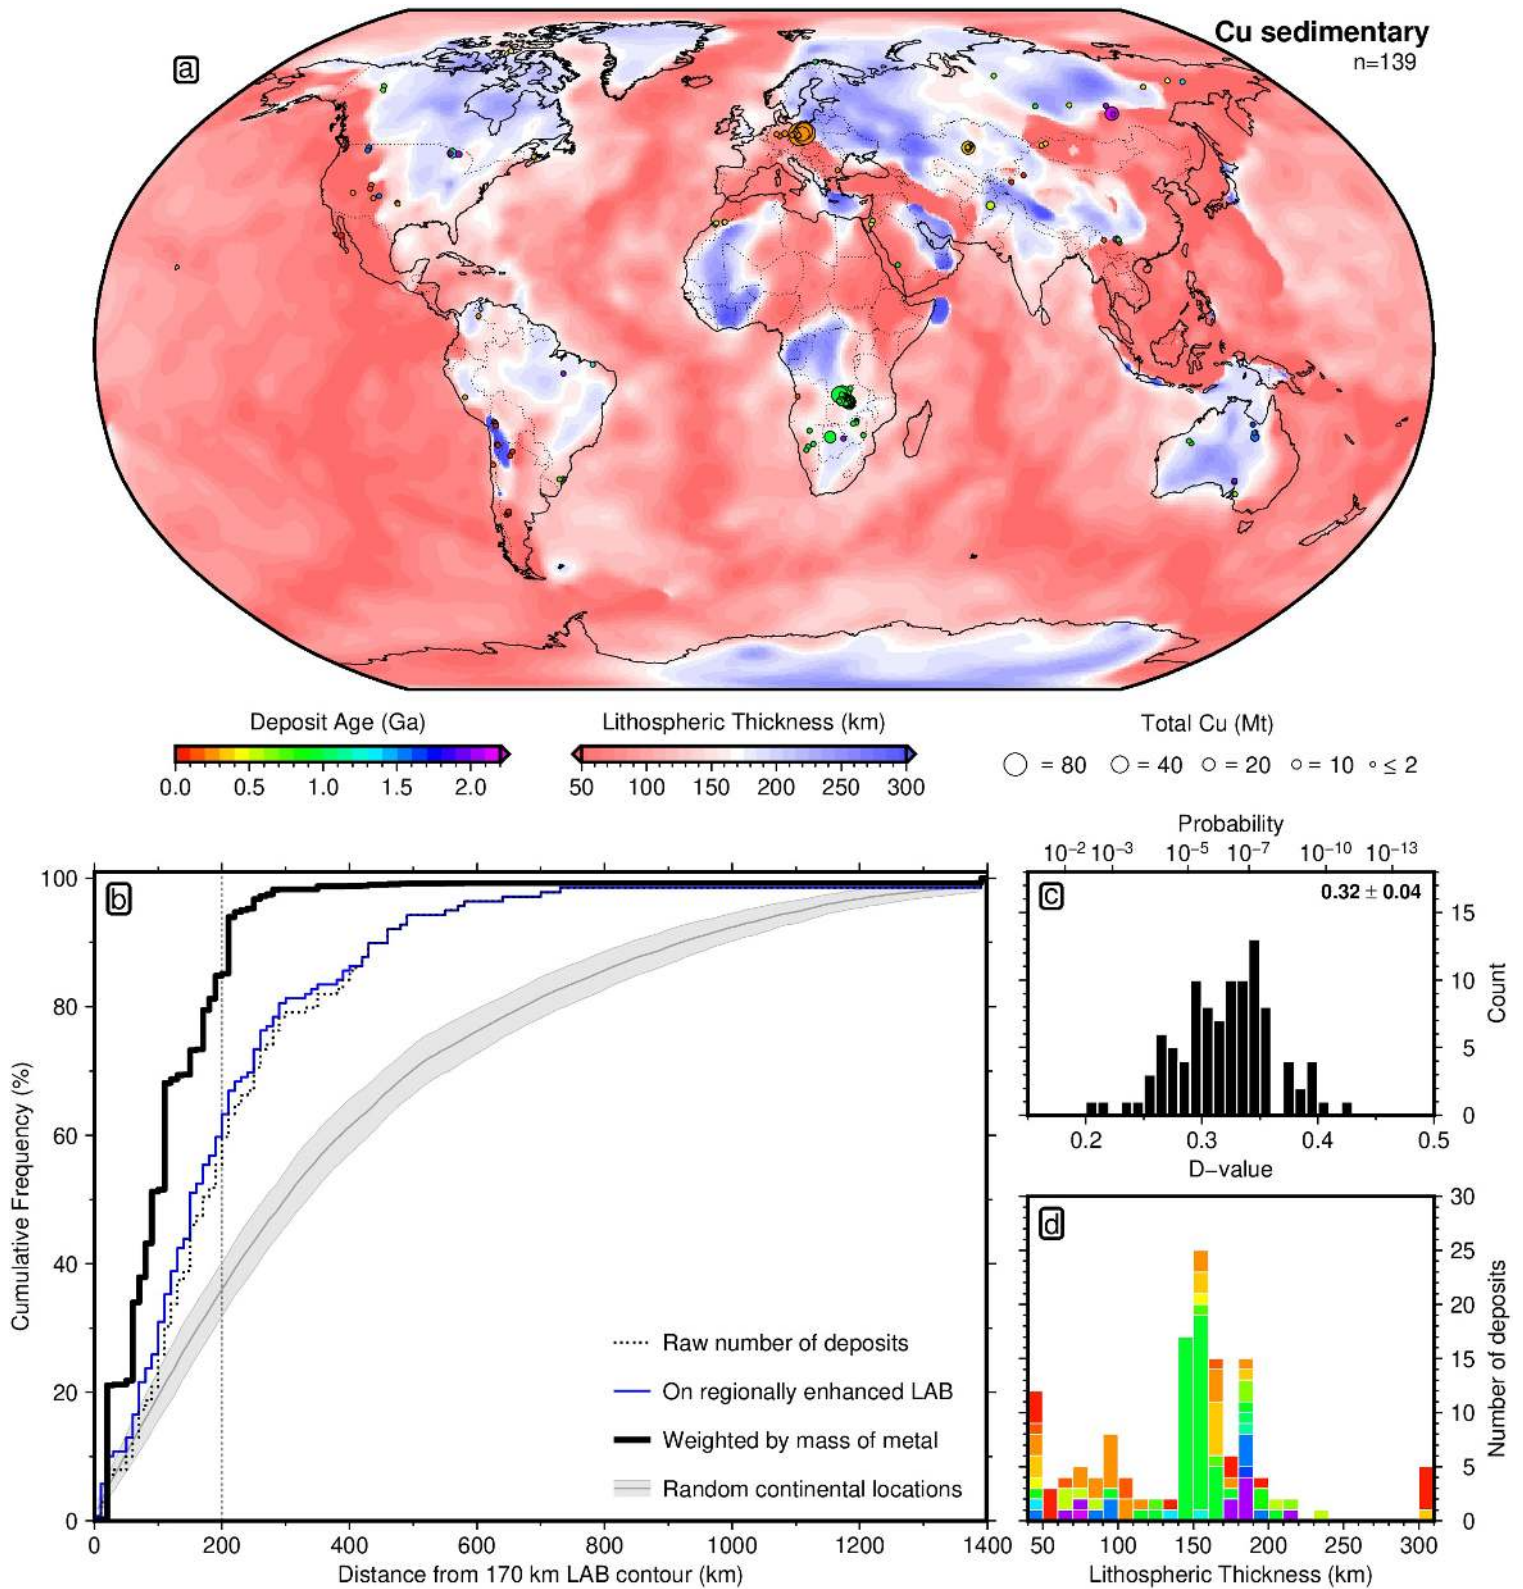 Cu sedimentary
n=139
a
Deposit Age (Ga)
0.0 0.5 1.0 1.5 2.0
Lithospheric Thickness (km)
50 100 150 200 250 300
Total Cu (Mt)
= 80 = 40 = 20 = 10 ≤ 2
b
100
80
60
40
20
0
Cumulative Frequency (%)
0 200 400 600 800 1000 1200 1400
Distance from 170 km LAB contour (km)
Raw number of deposits
On regionally enhanced LAB
Weighted by mass of metal
Random continental locations
Probability
10−2 10−3 10−5 10−7 10−10 10−13
c
0.32 ± 0.04
15
10
5
0
Count
0.2 0.3 0.4 0.5
D−value
d
30
25
20
15
10
5
0
Number of deposits
50 100 150 200 250 300
Lithospheric Thickness (km)